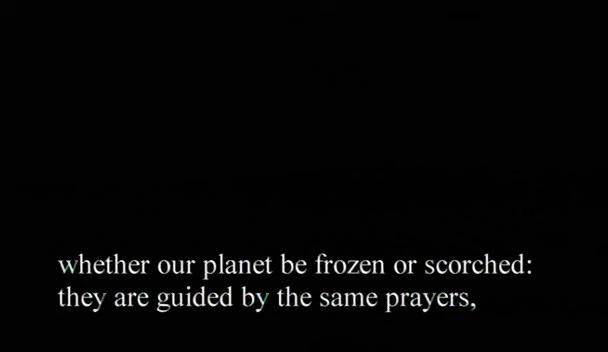 whether our planet be frozen or scorched:
they are guided by the same prayers,